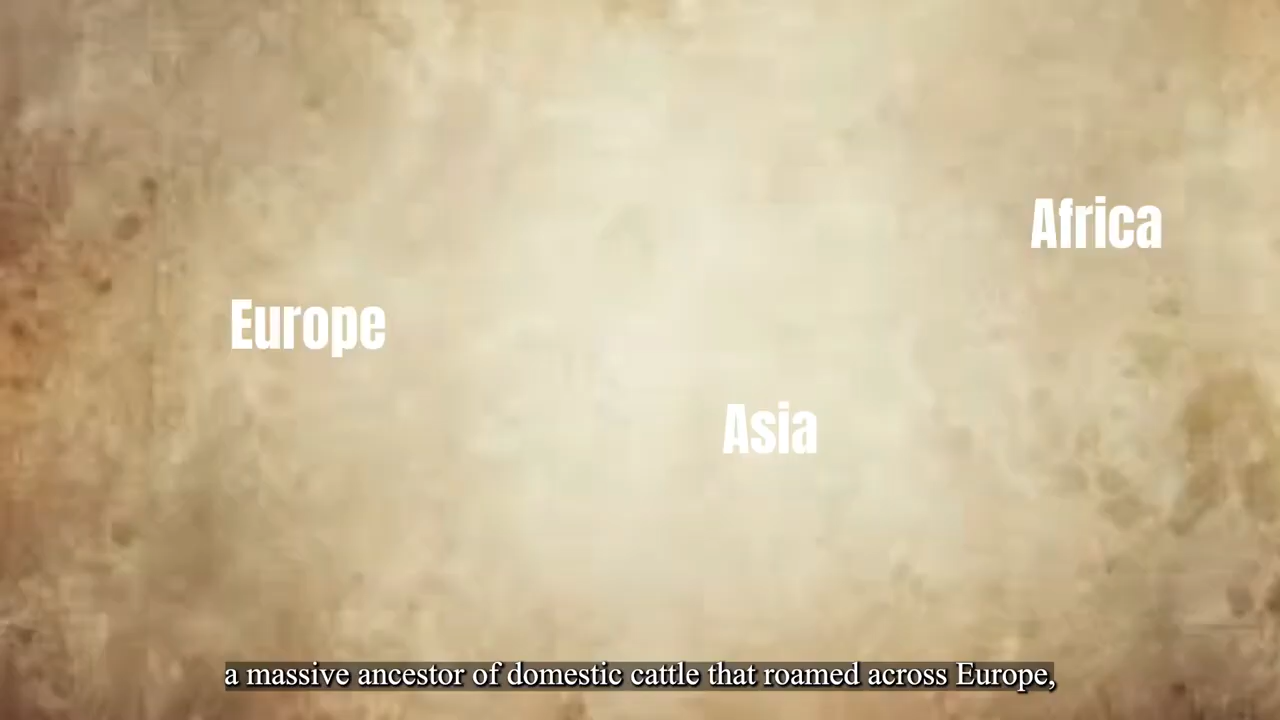 Africa
Europe
Asia
a massive ancestor of domestic cattle that roamed across Europe,